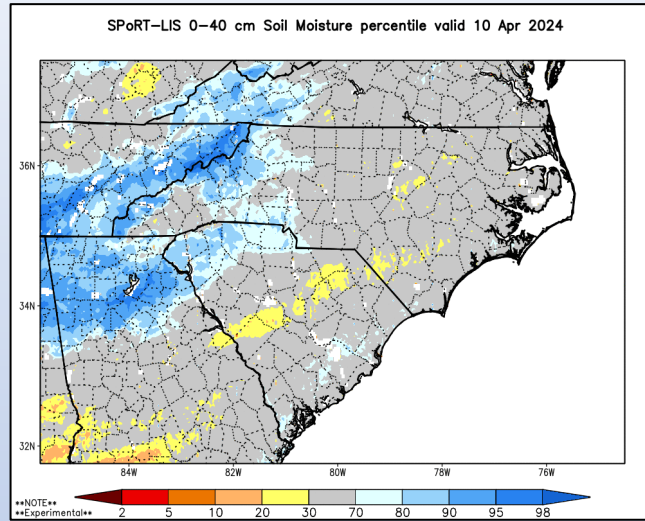 SPoRT-LIS 0-40 cm Soil Moisture percentile valid 10 Apr 2024
36N
34N
32N
84W 82W 80W 78W 76W
**NOTE**
**Experimental**
2 5 10 20 30 70 80 90 95 98